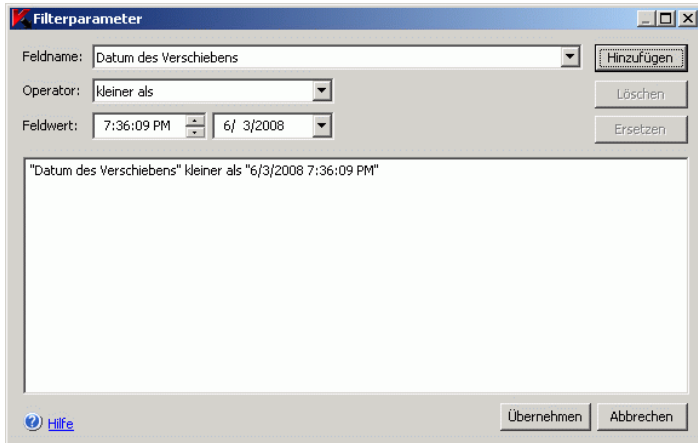 Filterparameter
Feldname: Datum des Verschiebens Hinzufügen
Operator: kleiner als Löschen
Feldwert: 7:36:09 PM 6/ 3/2008 Ersetzen
"Datum des Verschiebens" kleiner als "6/3/2008 7:36:09 PM"
Hilfe Übernehmen Abbrechen